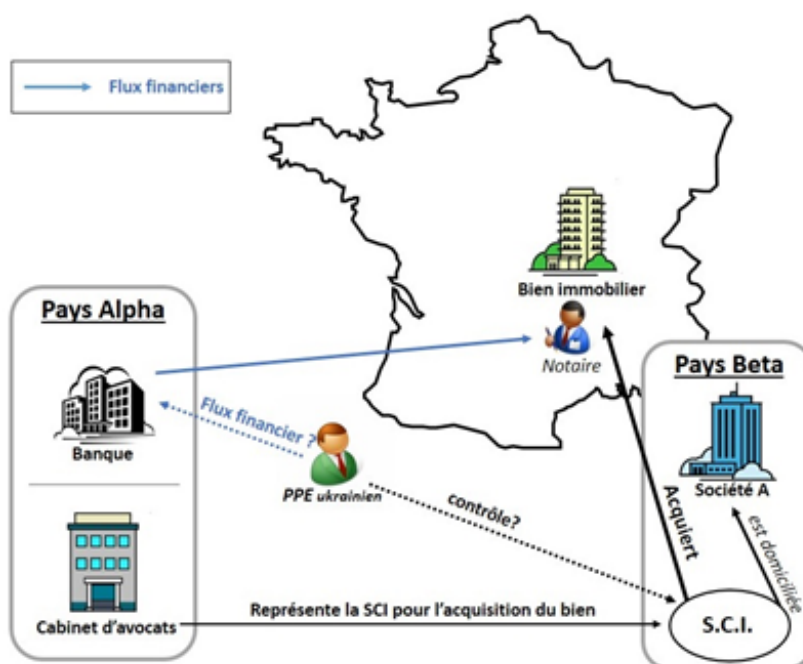 Flux financiers
Bien immobilier
Notaire
Pays Alpha
Banque
Flux financier ?
PPE ukrainien
contrôle?
Pays Beta
Société A
Acquiert
est domiciliée
Cabinet d'avocats
Représente la SCI pour l'acquisition du bien
S.C.I.